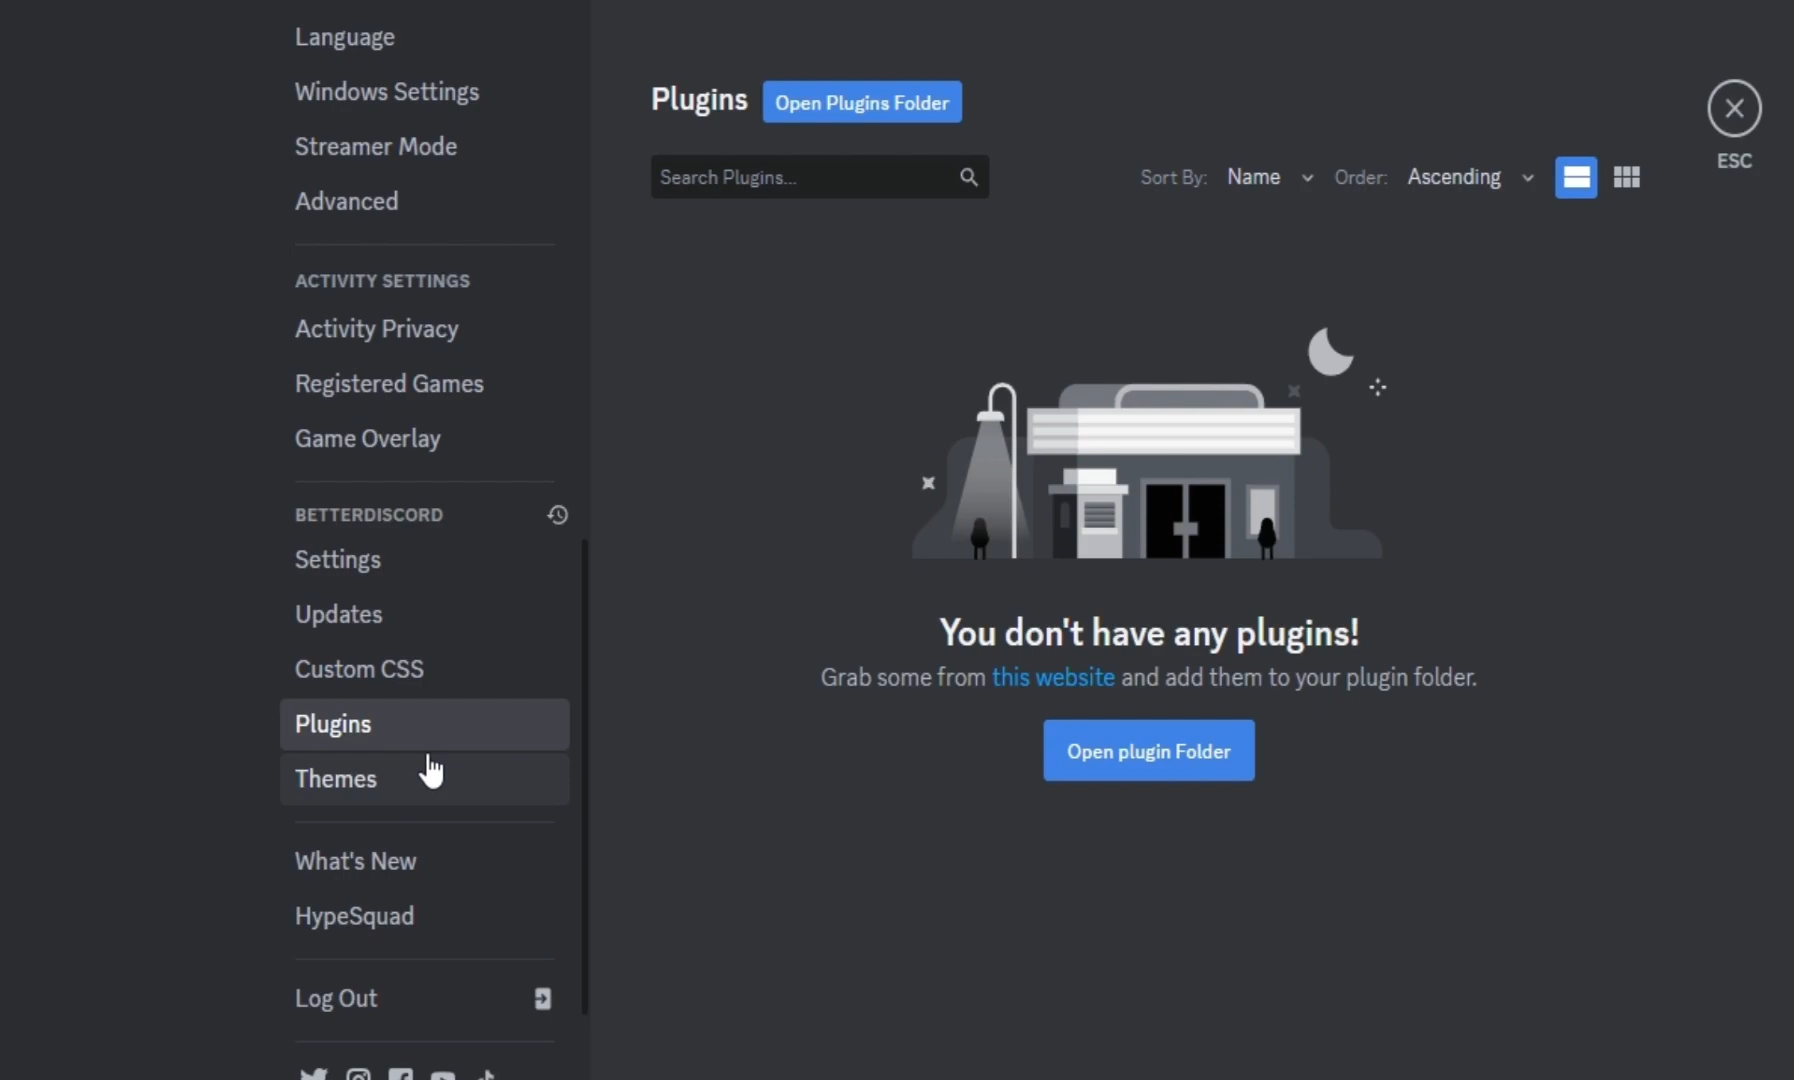 Language
Windows Settings
Streamer Mode
Advanced
ACTIVITY SETTINGS
Activity Privacy
Registered Games
Game Overlay
BETTERDISCORD
Settings
Updates
Custom CSS
Plugins
Themes
What's New
HypeSquad
Log Out
Plugins Open Plugins Folder
Search Plugins...
Sort By: Name Order: Ascending
ESC
You don't have any plugins!
Grab some from this website and add them to your plugin folder.
Open plugin Folder